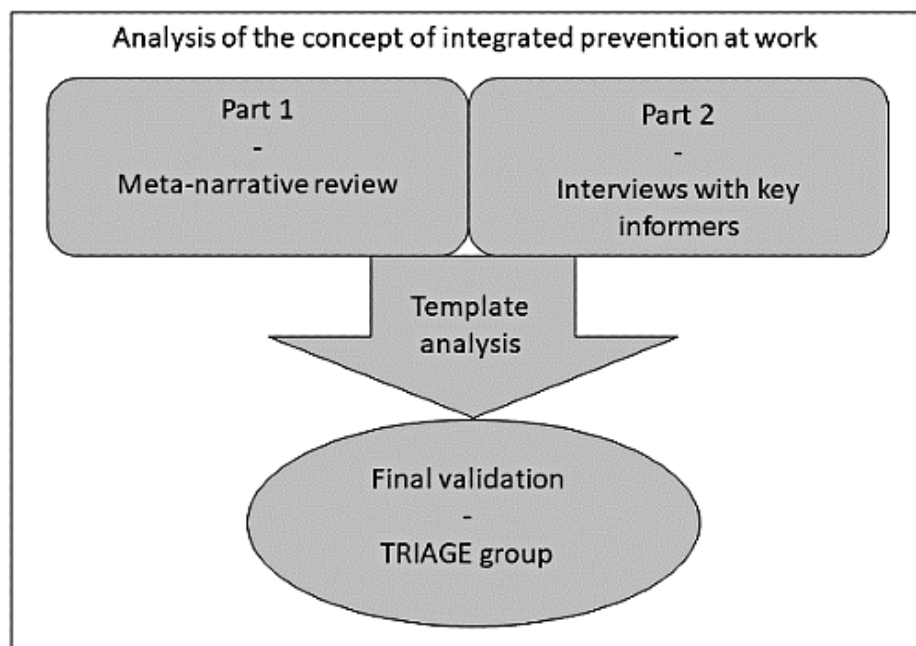 Analysis of the concept of integrated prevention at work
Part 1
-
Meta-narrative review
Part 2
-
Interviews with key
informers
Template
analysis
Final validation
-
TRIAGE group